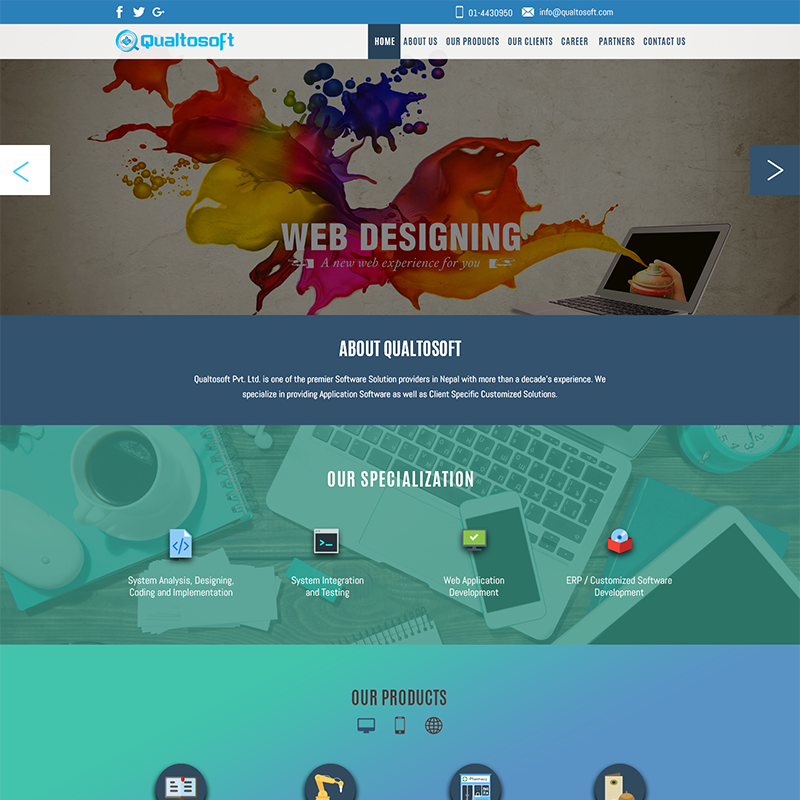 01-4430950 info@qualtosoft.com
Qualtosoft
HOME ABOUT US OUR PRODUCTS OUR CLIENTS CAREER PARTNERS CONTACT US
WEB DESIGNING
A new web experience for you
ABOUT QUALTOSOFT
Qualtosoft Pvt. Ltd. is one of the premier Software Solution providers in Nepal with more than a decade's experience. We
specialize in providing Application Software as well as Client Specific Customized Solutions.
OUR SPECIALIZATION
System Analysis, Designing,
Coding and Implementation
System Integration
and Testing
Web Application
Development
ERP / Customized Software
Development
OUR PRODUCTS
Pharmacy